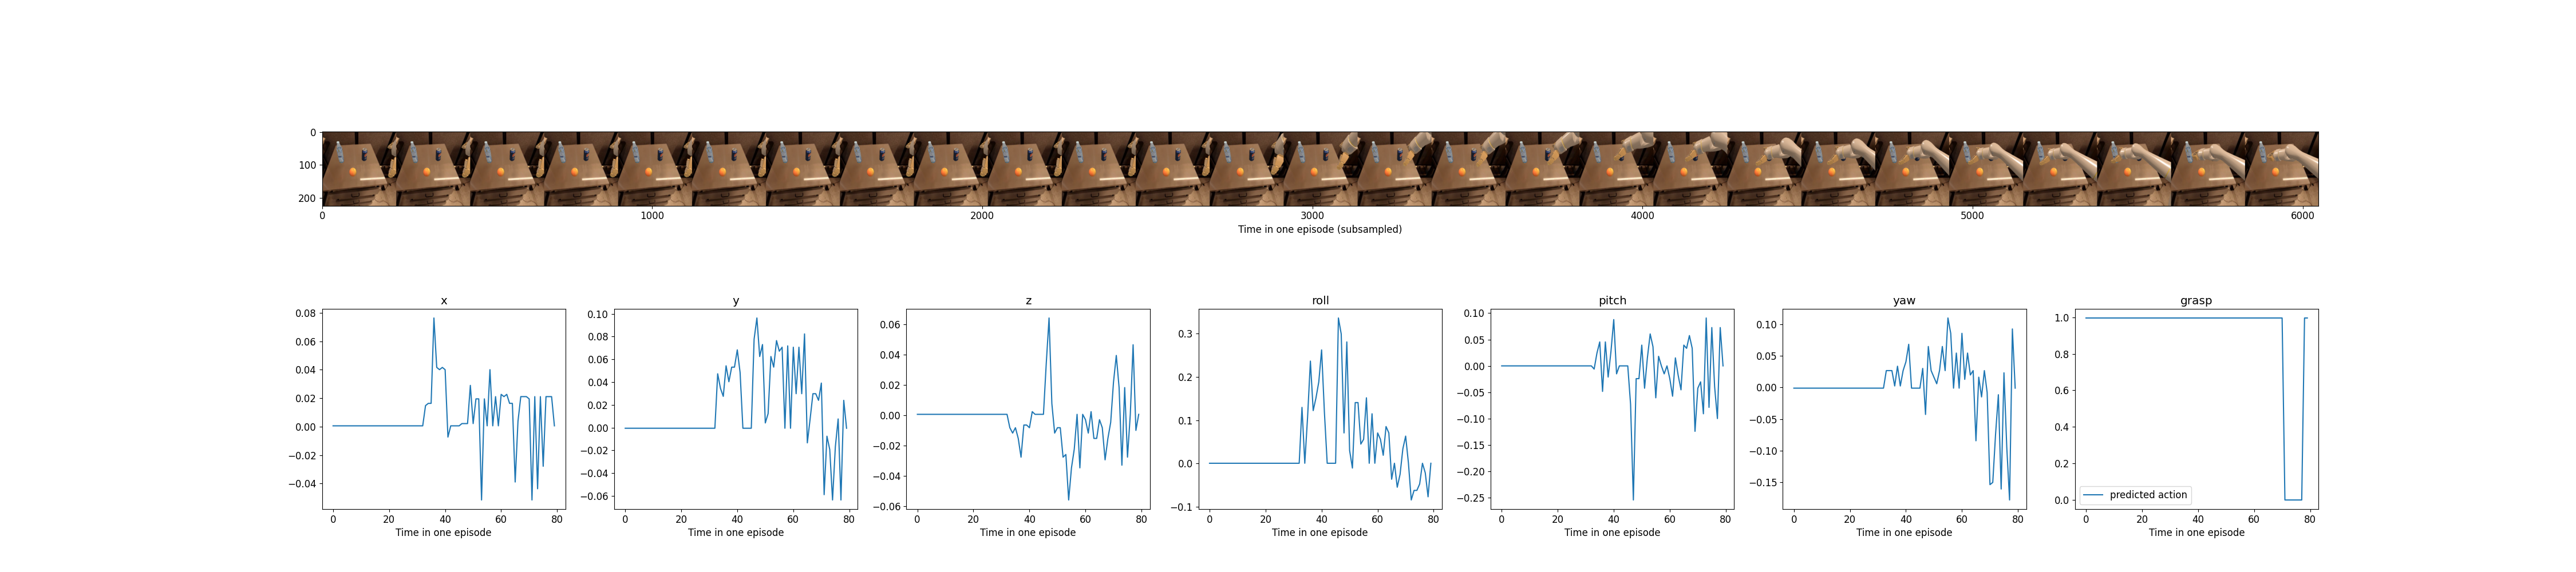 0
100
200
0 1000 2000 3000 4000 5000 6000
Time in one episode (subsampled)
x
0.08
0.06
0.04
0.02
0.00
−0.02
−0.04
0 20 40 60 80
Time in one episode
y
0.10
0.08
0.06
0.04
0.02
0.00
−0.02
−0.04
−0.06
0 20 40 60 80
Time in one episode
z
0.06
0.04
0.02
0.00
−0.02
−0.04
−0.06
0 20 40 60 80
Time in one episode
roll
0.3
0.2
0.1
0.0
−0.1
0 20 40 60 80
Time in one episode
pitch
0.10
0.05
0.00
−0.05
−0.10
−0.15
−0.20
−0.25
0 20 40 60 80
Time in one episode
yaw
0.10
0.05
0.00
−0.05
−0.10
−0.15
0 20 40 60 80
Time in one episode
grasp
1.0
0.8
0.6
0.4
0.2
0.0
predicted action
0 20 40 60 80
Time in one episode